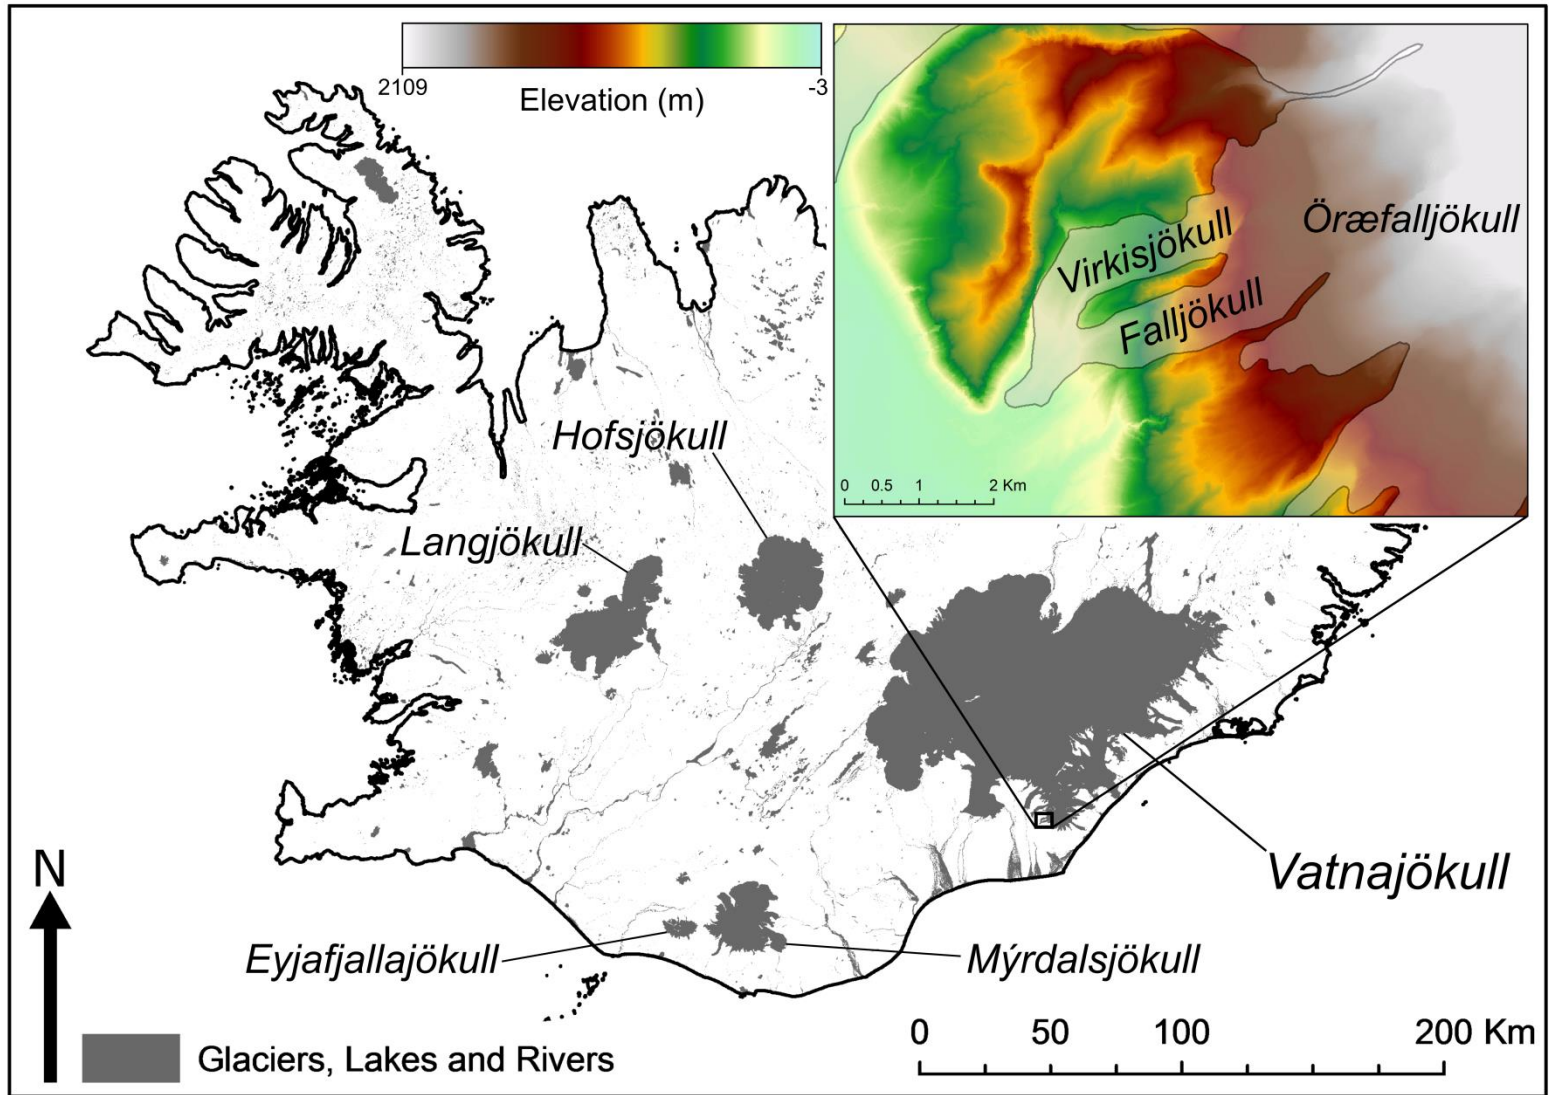 2109
-3
Elevation (m)
Öræfalljökull
Virkisjökull
Falljökull
0 0.5 1 2 Km
Hofsjökull
Langjökull
Vatnajökull
Eyjafjallajökull
Mýrdalsjökull
N
Glaciers, Lakes and Rivers
0 50 100 200 Km